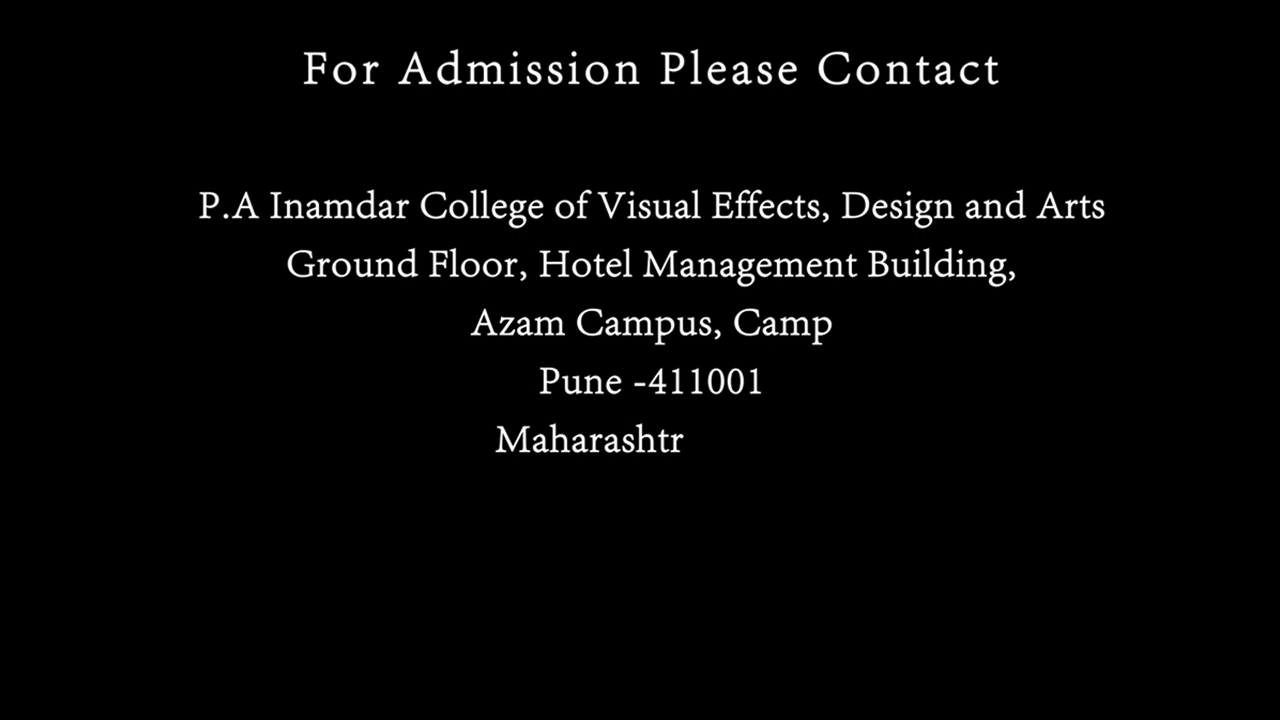 For Admission Please Contact
P.A Inamdar College of Visual Effects, Design and Arts
Ground Floor, Hotel Management Building,
Azam Campus, Camp
Pune -411001
Maharashtr